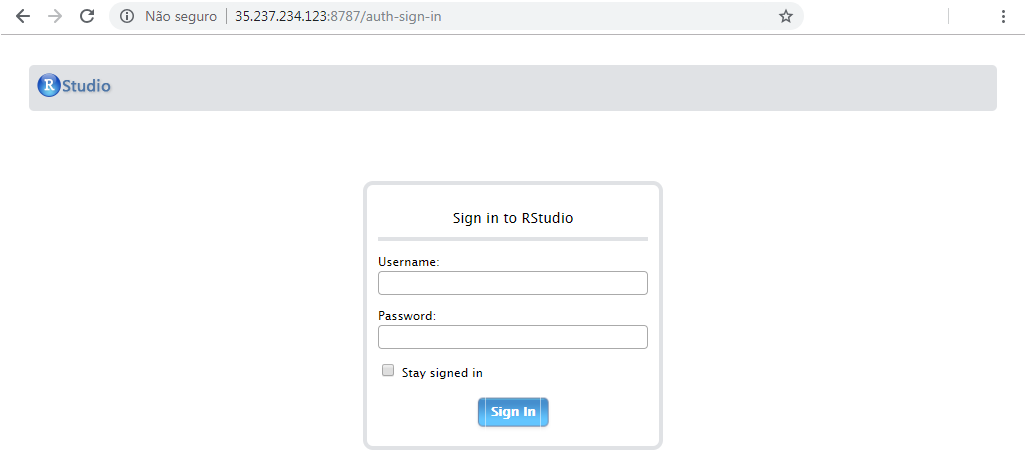 Não seguro | 35.237.234.123:8787/auth-sign-in
R Studio
Sign in to RStudio
Username:
Password:
Stay signed in
Sign In